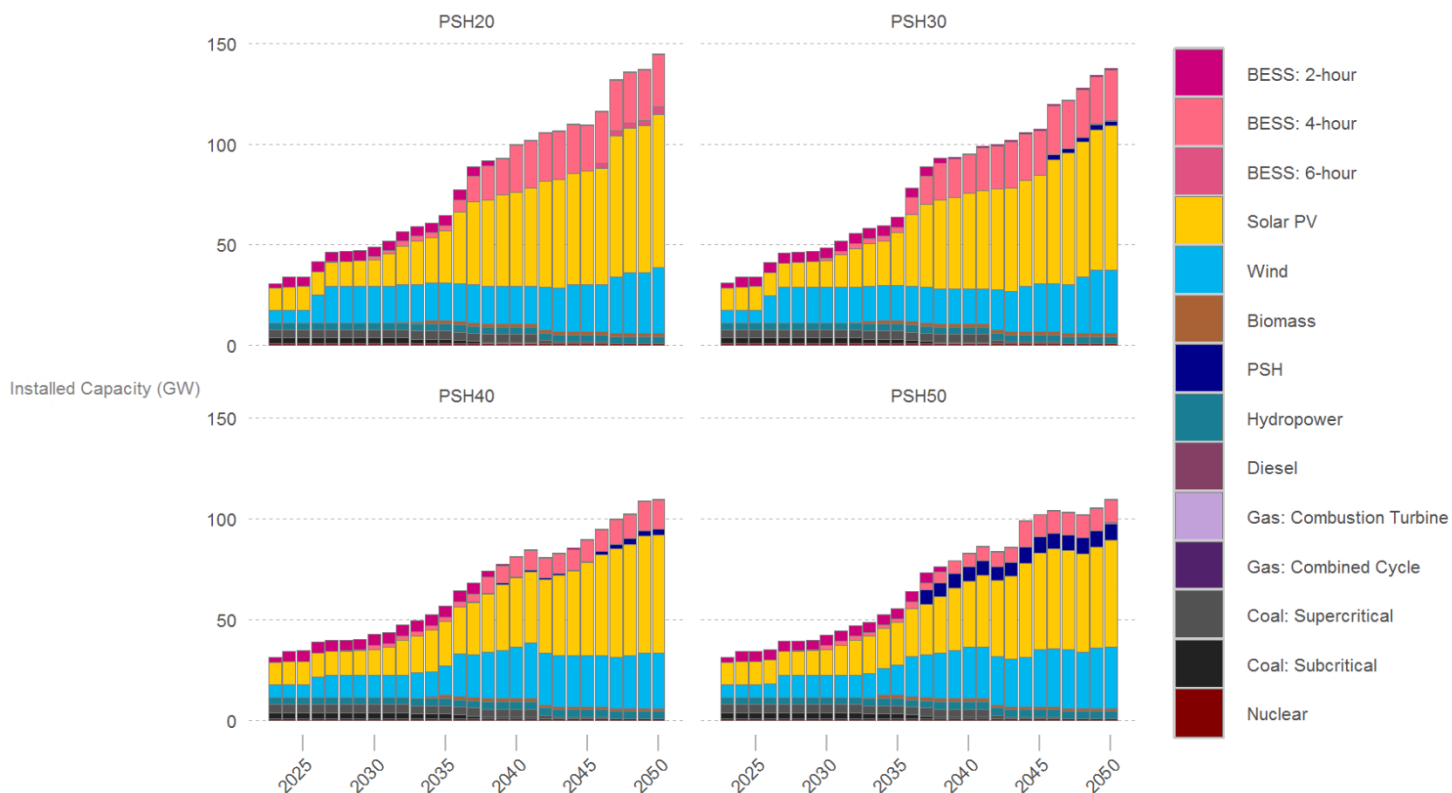 PSH20
PSH30
150
100
50
0
Installed Capacity (GW)
PSH40
PSH50
150
100
50
0
2025
2030
2035
2040
2045
2050
2025
2030
2035
2040
2045
2050
BESS: 2-hour
BESS: 4-hour
BESS: 6-hour
Solar PV
Wind
Biomass
PSH
Hydropower
Diesel
Gas: Combustion Turbine
Gas: Combined Cycle
Coal: Supercritical
Coal: Subcritical
Nuclear